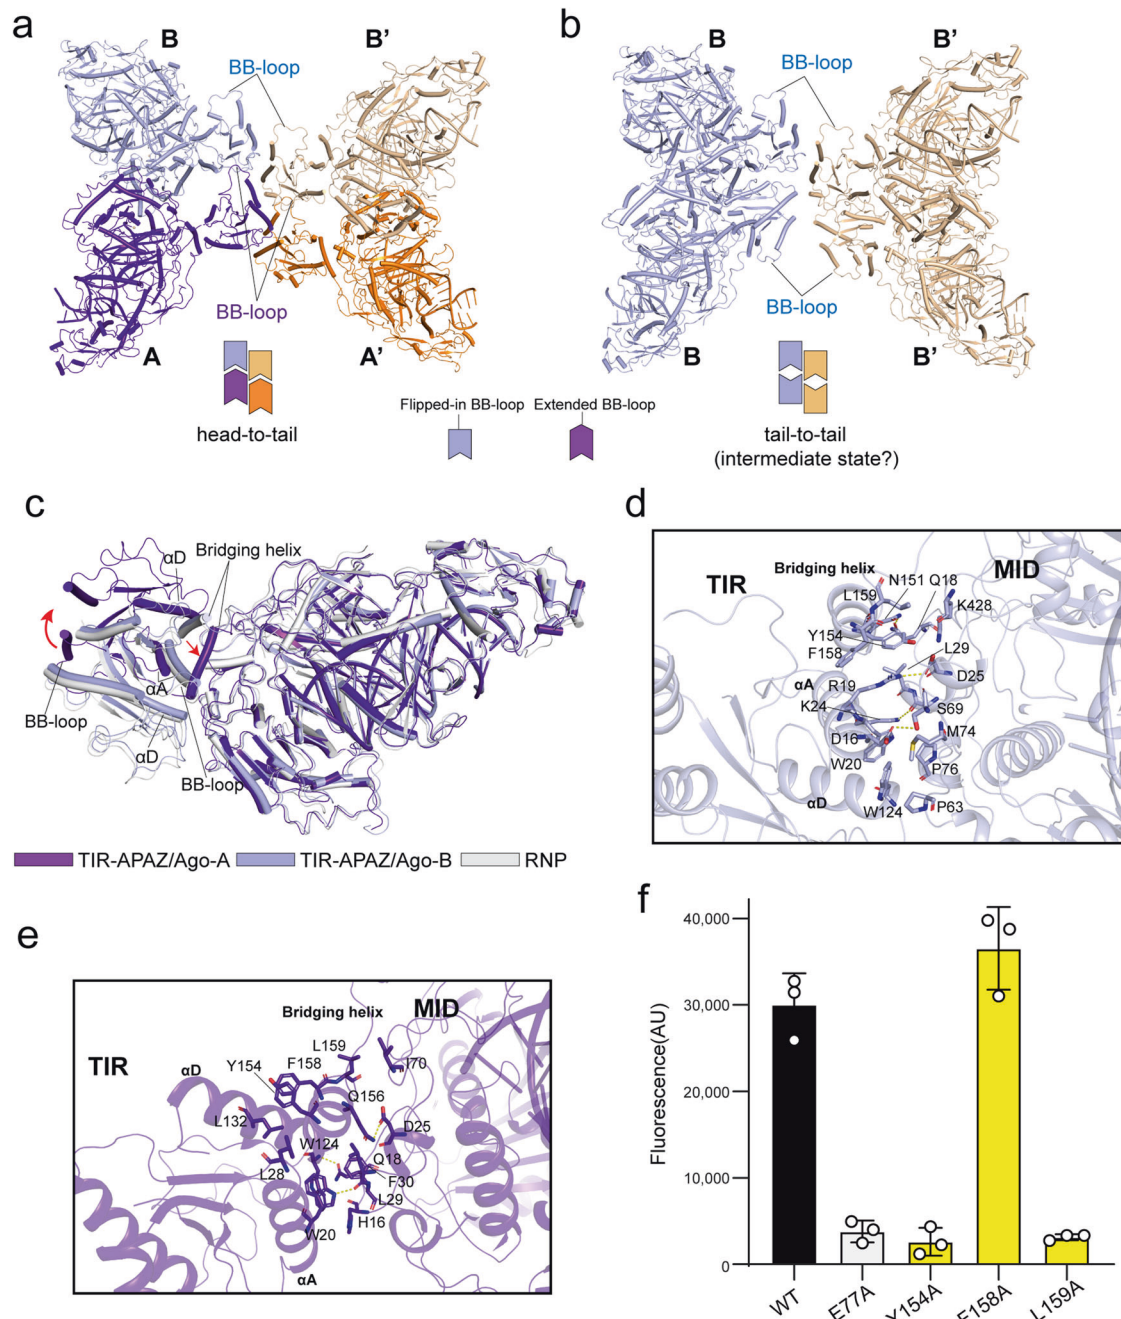 a
B
B'
BB-loop
BB-loop
A
A'
head-to-tail
b
B
B'
BB-loop
BB-loop
B
B'
tail-to-tail
(intermediate state?)
Flipped-in BB-loop
Extended BB-loop
c
αD
Bridging helix
BB-loop
αA
αD
BB-loop
TIR-APAZ/Ago-A
TIR-APAZ/Ago-B
RNP
d
TIR
Bridging helix
MID
N151
Q18
L159
K428
Y154
F158
L29
αA
R19
D25
K24
S69
D16
M74
W20
P76
αD
W124
P63
e
TIR
Bridging helix
MID
αD
Y154
F158
L159
I70
Q156
L132
D25
W124
Q18
L28
F30
L29
H16
W20
αA
f
Fluorescence(AU)
40,000
30,000
20,000
10,000
0
WT
E77A
Y154A
F158A
L159A